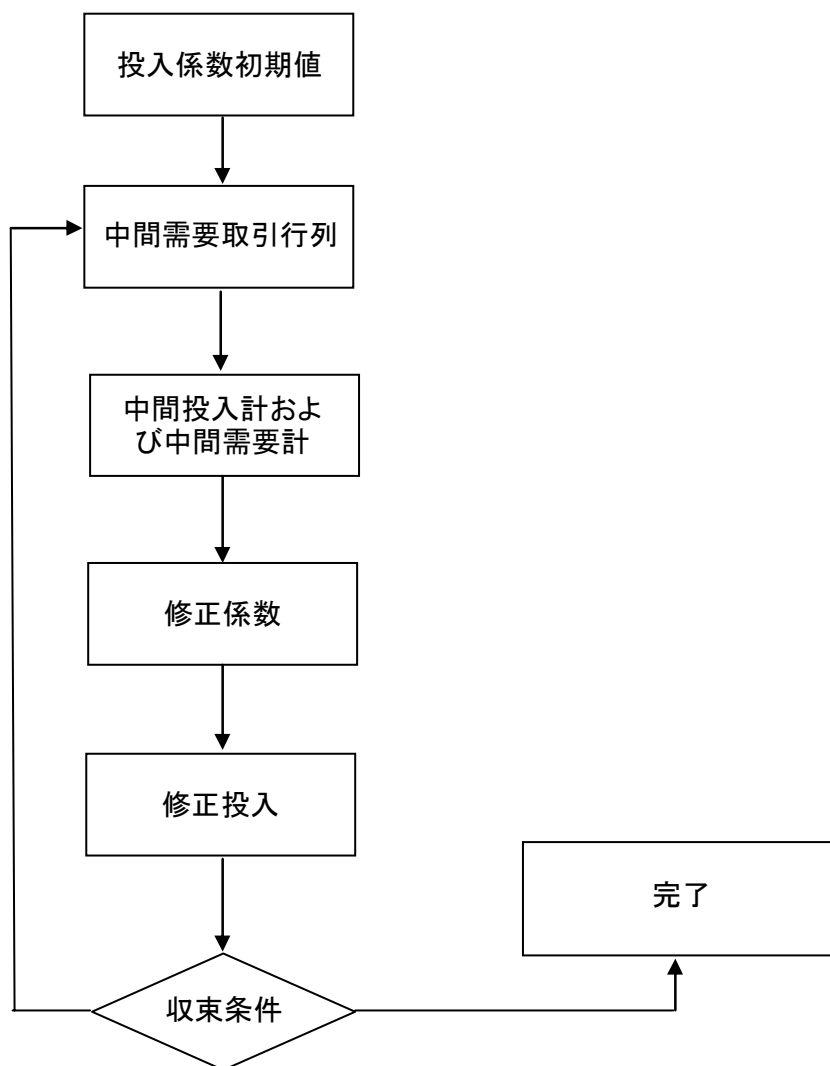 投入係数初期値
中間需要取引行列
中間投入計およ
び中間需要計
修正係数
修正投入
完了
収束条件